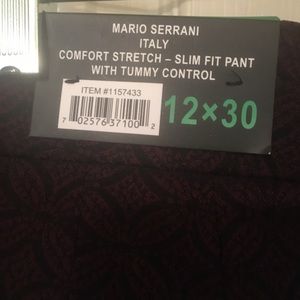 MARIO SERRANI
ITALY
COMFORT STRETCH – SLIM FIT PANT
WITH TUMMY CONTROL
ITEM #1157433
12×30
7 02576 37100 2